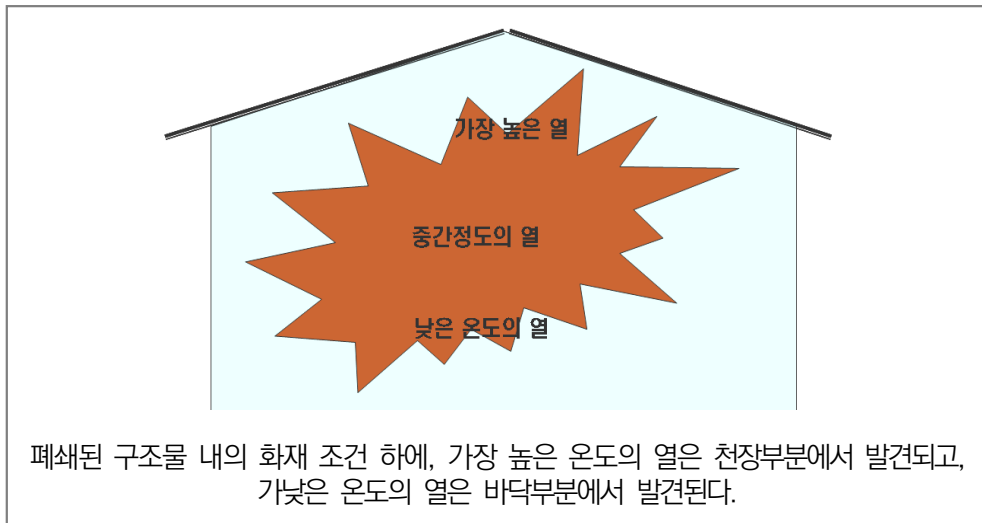 가장 높은 열
중간정도의 열
낮은 온도의 열
폐쇄된 구조물 내의 화재 조건 하에, 가장 높은 온도의 열은 천장부분에서 발견되고,
가낮은 온도의 열은 바닥부분에서 발견된다.